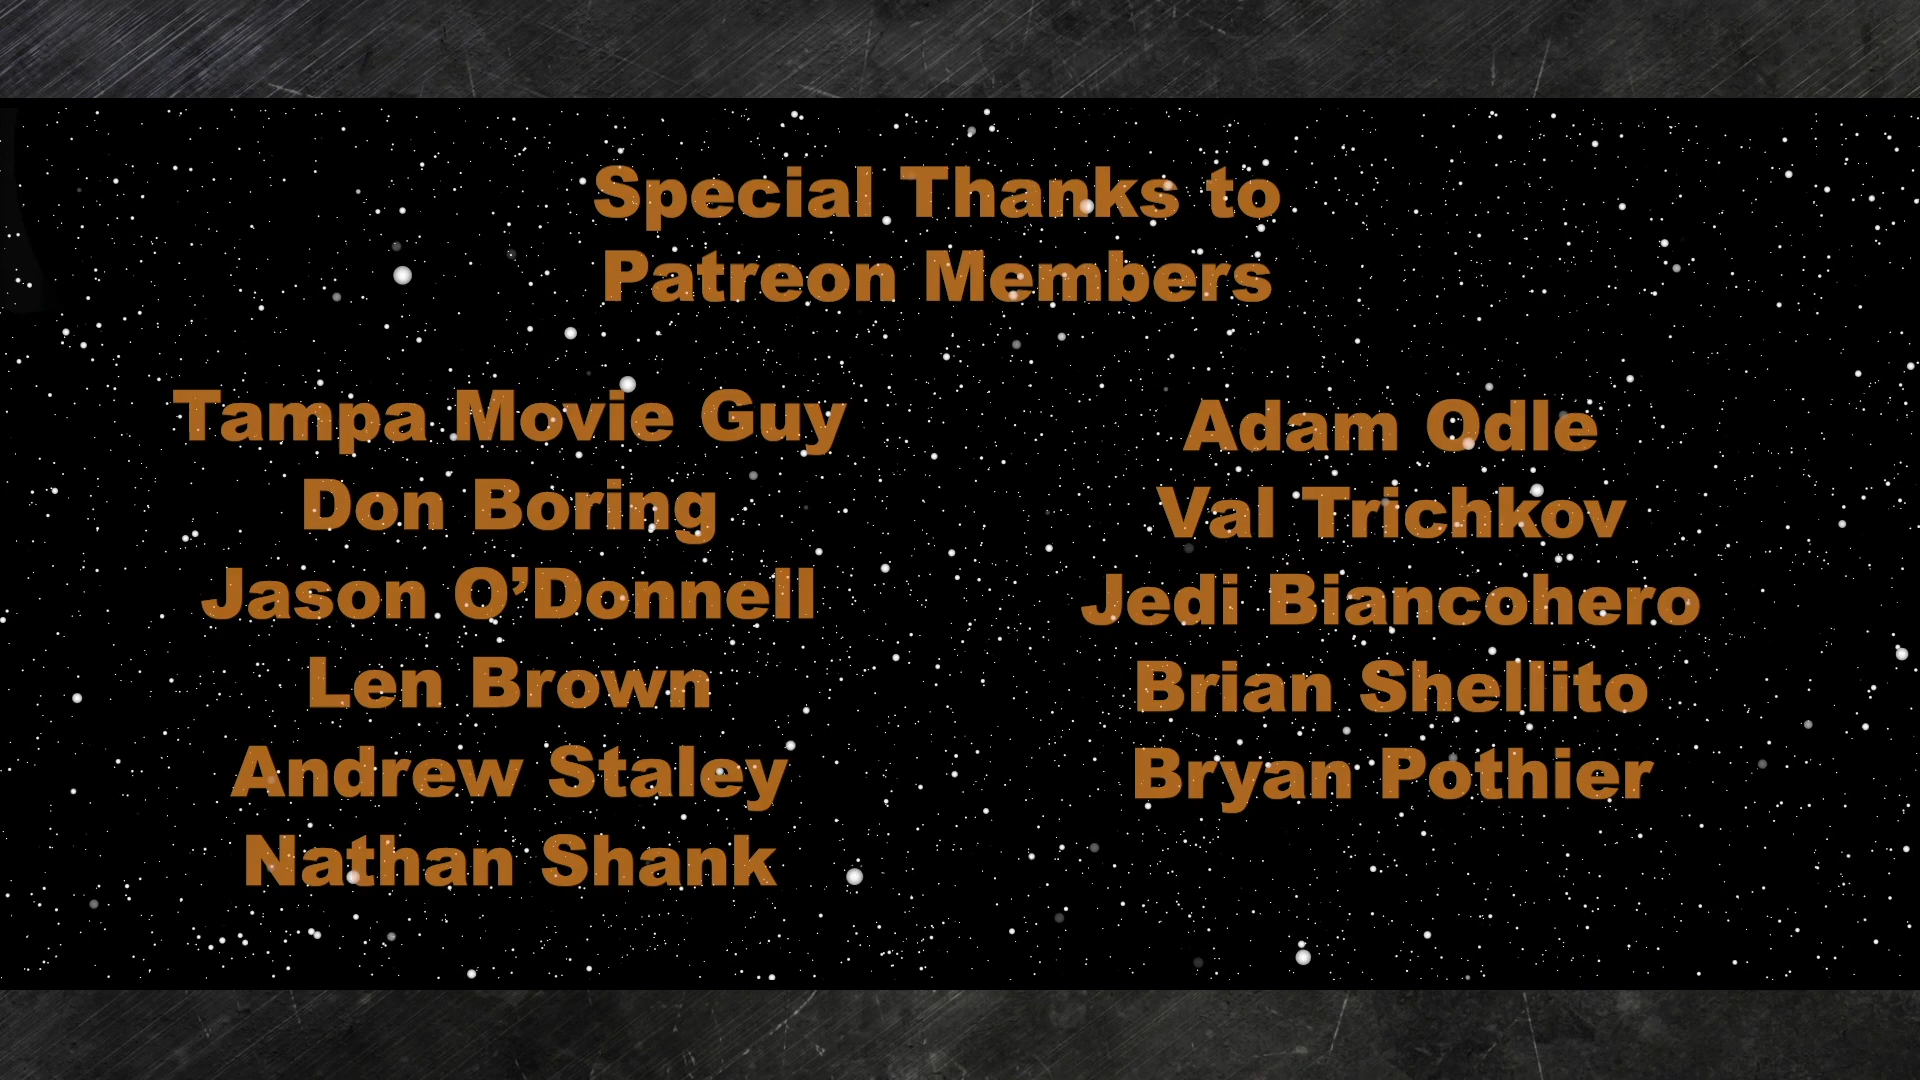 Special Thanks to
Patreon Members
Tampa Movie Guy
Don Boring
Jason O’Donnell
Len Brown
Andrew Staley
Nathan Shank
Adam Odle
Val Trichkov
Jedi Biancohero
Brian Shellito
Bryan Pothier